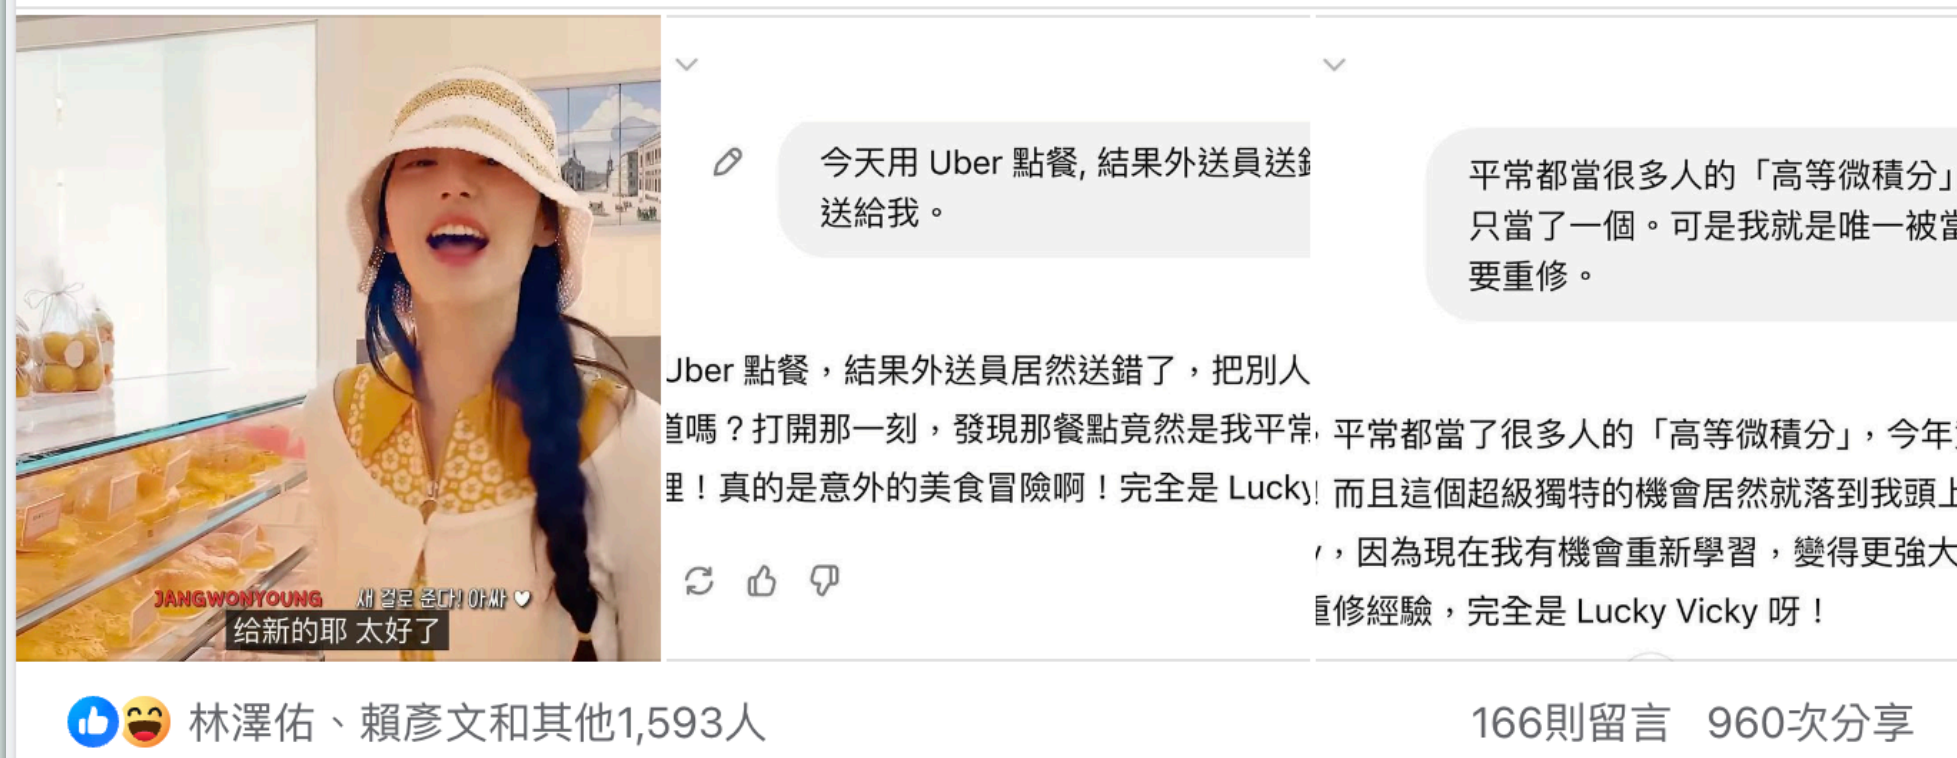 JANGWONYOUNG 새 걸로 준다! 아싸 ♥
给新的耶 太好了
今天用 Uber 點餐, 結果外送員送
送給我。
Uber 點餐，結果外送員居然送錯了，把別人
道嗎？打開那一刻，發現那餐點竟然是我平常
！真的是意外的美食冒險啊！完全是 Lucky
平常都當很多人的「高等微積分」
只當了一個。可是我就是唯一被當
要重修。
平常都當了很多人的「高等微積分」，今年
！而且這個超級獨特的機會居然就落到我頭上
，因為現在我有機會重新學習，變得更強大
重修經驗，完全是 Lucky Vicky 呀！
林澤佑、賴彥文和其他1,593人
166則留言 960次分享